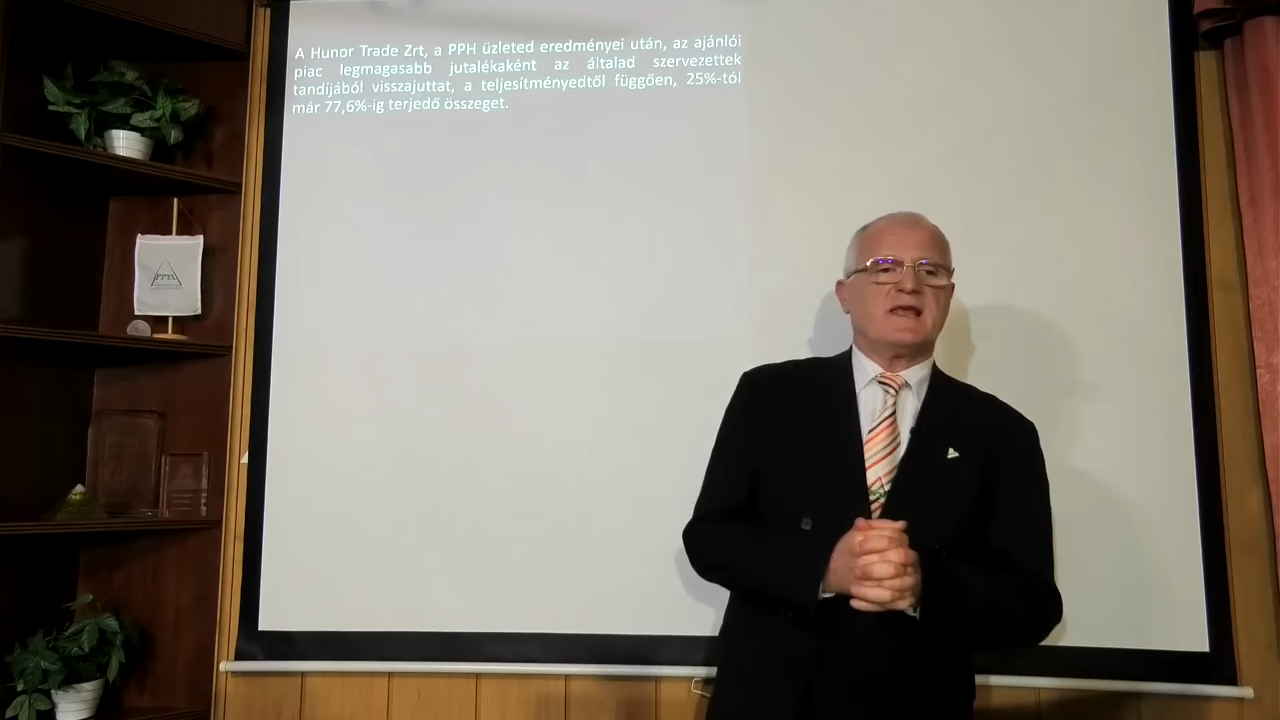 A Hunor Trade Zrt, a PPH üzleted eredményei után, az ajánlói
piac legmagasabb jutalékaként az általad szervezettek
tandíjából visszajuttat, a teljesítményedtől függően, 25%-tól
már 77,6%-ig terjedő összeget.